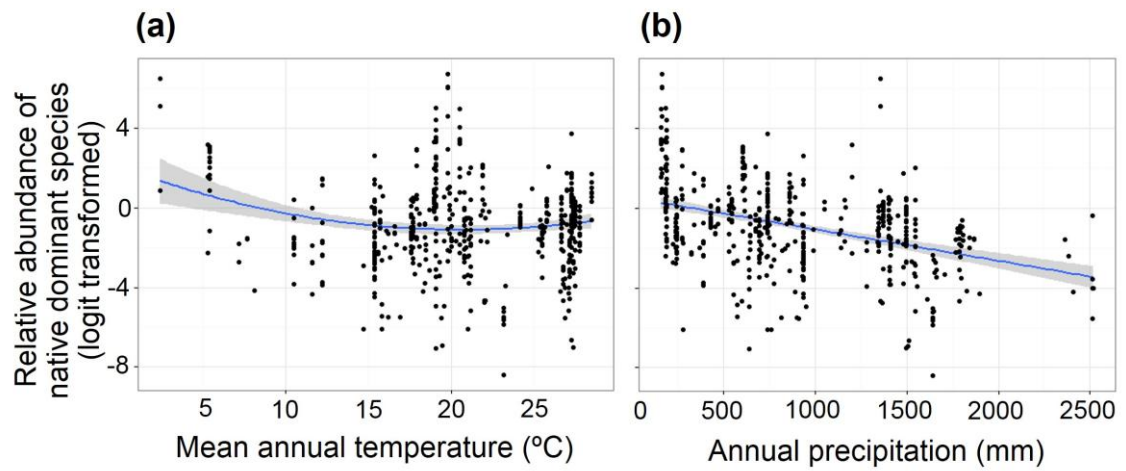 (a)
(b)
Relative abundance of
native dominant species
(logit transformed)
4
0
-4
-8
5
10
15
20
25
0
500
1000
1500
2000
2500
Mean annual temperature (ºC)
Annual precipitation (mm)